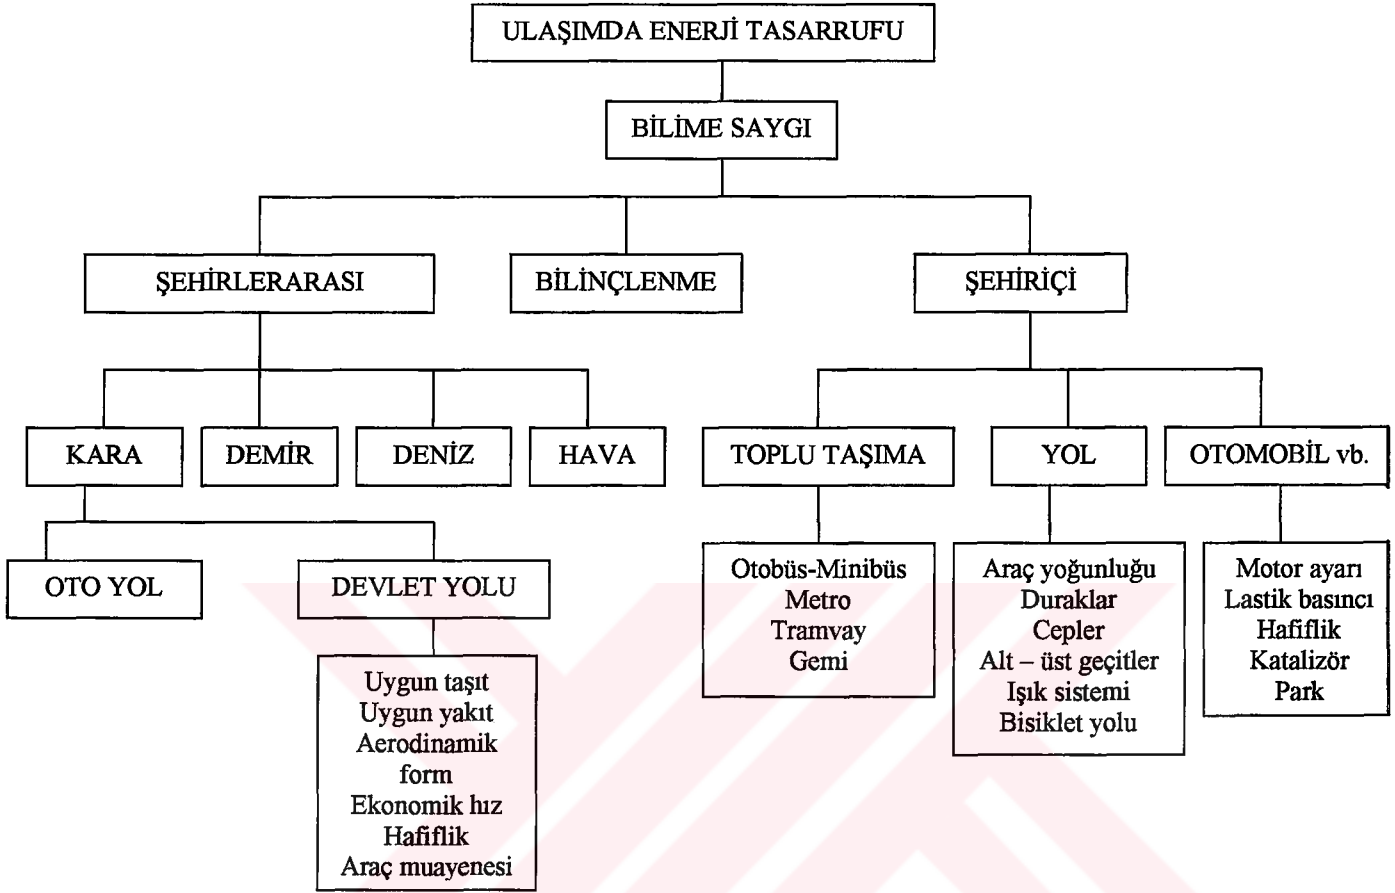 ULAŞIMDA ENERJİ TASARRUFU
BİLİME SAYGI
ŞEHİRLERARASI
BİLİNÇLENME
ŞEHİRİÇİ
KARA
DEMİR
DENİZ
HAVA
TOPLU TAŞIMA
YOL
OTOMOBİL vb.
OTO YOL
DEVLET YOLU
Uygun taşıt
Uygun yakıt
Aerodinamik
form
Ekonomik hız
Hafiflik
Araç muayenesi
Otobüs-Minibüs
Metro
Tramvay
Gemi
Araç yoğunluğu
Duraklar
Cepler
Alt – üst geçitler
Işık sistemi
Bisiklet yolu
Motor ayarı
Lastik basıncı
Hafiflik
Katalizör
Park